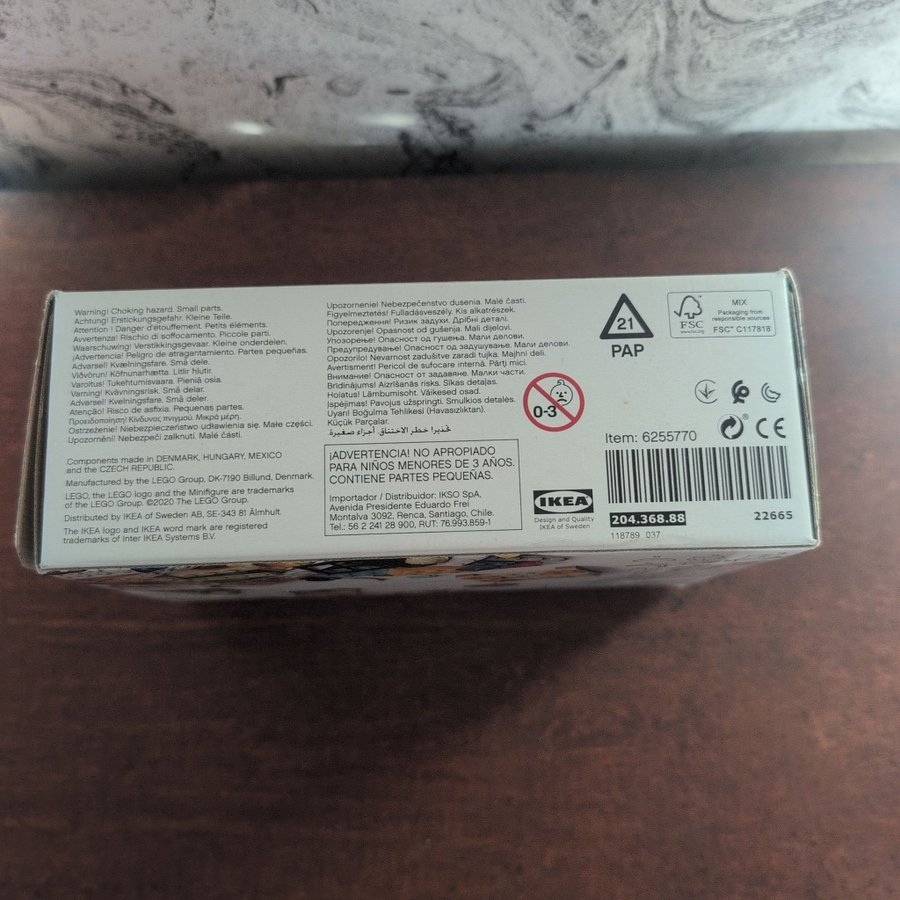 Warning! Choking hazard. Small parts.
Achtung! Erstickungsgefahr. Kleine Teile.
Attention ! Danger d'étouffement. Petits éléments.
Avvertenza! Rischio di soffocamento. Piccole parti.
Waarschuwing! Verstikkingsgevaar. Kleine onderdelen.
¡Advertencia! Peligro de atragantamiento. Partes pequeñas.
Advarsel! Kvælningsfare. Små dele.
Viðvörun! Köfnunarhætta. Litlir hlutir.
Varoitus! Tukehtumisvaara. Pieniä osia.
Varning! Kvävningsrisk. Små delar.
Advarsel! Kvelningsfare. Små deler.
Atenção! Risco de asfixia. Pequenas partes.
Προειδοποίηση! Κίνδυνος πνιγμού. Μικρά μέρη.
Ostrzeżenie! Niebezpieczeństwo udławienia się. Małe części.
Upozornění! Nebezpečí zalknutí. Malé části.
Components made in DENMARK, HUNGARY, MEXICO
and the CZECH REPUBLIC.
Manufactured by the LEGO Group, DK-7190 Billund, Denmark.
LEGO, the LEGO logo and the Minifigure are trademarks
of the LEGO Group. ©2020 The LEGO Group.
Distributed by IKEA of Sweden AB, SE-343 81 Älmhult.
The IKEA logo and IKEA word mark are registered
trademarks of Inter IKEA Systems B.V.
Upozornenie! Nebezpečenstvo dusenia. Malé časti.
Figyelmeztetés! Fulladásveszély. Kis alkatrészek.
Попередження! Ризик задухи. Дрібні деталі.
Upozorenje! Opasnost od gušenja. Mali dijelovi.
Упозорење! Опасност од гушења. Мали делови.
Предупреждување! Опасност од задушување. Мали делови.
Opozorilo! Nevarnost zadušitve zaradi tujka. Majhni deli.
Avertisment! Pericol de sufocare internă. Părți mici.
Внимание! Опасност от задавяне. Малки части.
Brīdinājums! Aizrīšanās risks. Sīkas detaļas.
Hoiatus! Lämbumisoht. Väikesed osad.
Įspėjimas! Pavojus užspringti. Smulkios detalės.
Uyarı! Boğulma Tehlikesi (Havasızlıktan).
Küçük Parçalar.
تحذير! خطر الاختناق. أجزاء صغيرة.
¡ADVERTENCIA! NO APROPIADO
PARA NIÑOS MENORES DE 3 AÑOS.
CONTIENE PARTES PEQUEÑAS.
Importador / Distribuidor: IKSO SpA,
Avenida Presidente Eduardo Frei
Montalva 3092, Renca, Santiago, Chile.
Tel.: 56 2 241 28 900, RUT: 76.993.859-1
0-3
IKEA
Design and Quality
IKEA of Sweden
21
PAP
FSC
www.fsc.org
MIX
Packaging from
responsible sources
FSC® C117818
CE
Item: 6255770
204.368.88
22665
118789 037